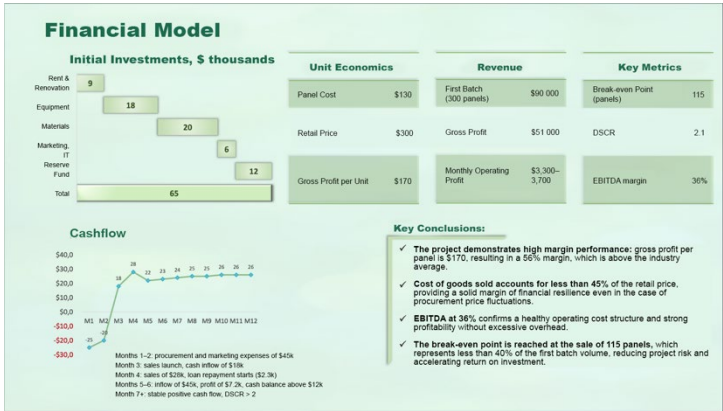 Financial Model
Initial Investments, $ thousands
Rent &
Renovation
9
Equipment
18
Materials
20
Marketing,
IT
6
Reserve
Fund
12
Total
65
Unit Economics
Panel Cost $130
Retail Price $300
Gross Profit per Unit $170
Revenue
First Batch
(300 panels) $90 000
Gross Profit $51 000
Monthly Operating
Profit
$3,300–
3,700
Key Metrics
Break-even Point
(panels) 115
DSCR 2.1
EBITDA margin 36%
Cashflow
$40,0
$30,0
$20,0
$10,0
$0,0
-$10,0
-$20,0
-$30,0
M1 M2 M3 M4 M5 M6 M7 M8 M9 M10 M11 M12
-25 -20 18 28 22 23 24 25 25 26 26 26
Months 1–2: procurement and marketing expenses of $45k
Month 3: sales launch, cash inflow of $18k
Month 4: sales of $28k, loan repayment starts ($2.3k)
Months 5–6: inflow of $45k, profit of $7.2k, cash balance above $12k
Month 7+: stable positive cash flow, DSCR > 2
Key Conclusions:
✓ The project demonstrates high margin performance: gross profit per
panel is $170, resulting in a 56% margin, which is above the industry
average.
✓ Cost of goods sold accounts for less than 45% of the retail price,
providing a solid margin of financial resilience even in the case of
procurement price fluctuations.
✓ EBITDA at 36% confirms a healthy operating cost structure and strong
profitability without excessive overhead.
✓ The break-even point is reached at the sale of 115 panels, which
represents less than 40% of the first batch volume, reducing project risk and
accelerating return on investment.